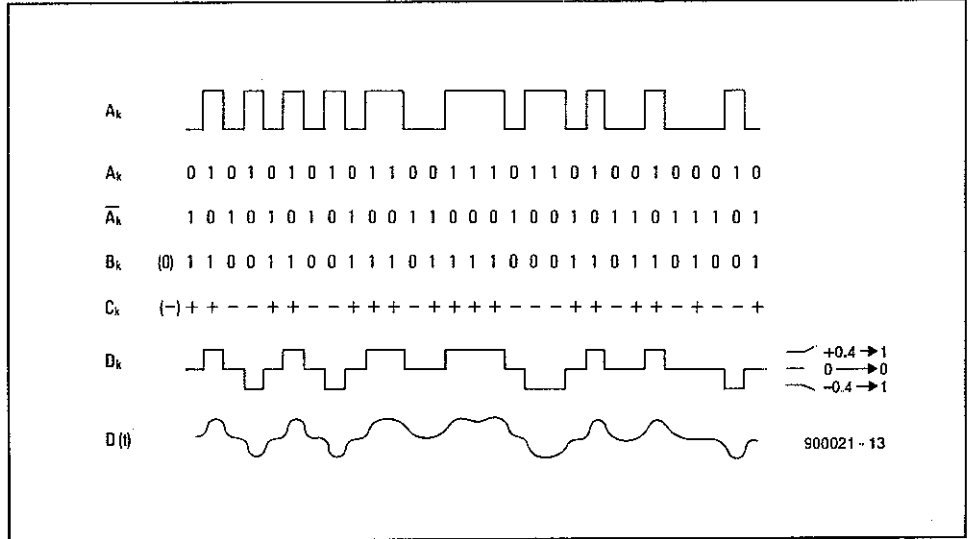 Aₖ
Aₖ 0 1 0 1 0 1 0 1 0 1 1 0 0 1 1 1 0 1 1 0 1 0 0 1 0 0 0 1 0
A̅ₖ 1 0 1 0 1 0 1 0 1 0 0 1 1 0 0 0 1 0 0 1 0 1 1 0 1 1 1 0 1
Bₖ (0) 1 1 0 0 1 1 0 0 1 1 1 0 1 1 1 1 0 0 0 1 1 0 1 1 0 1 0 0 1
Cₖ (−) + + − − + + − − + + + − + + + + − − − + + − + + − + − − +
Dₖ
+0.4 → 1
0 → 0
−0.4 → 1
D (t)
900021 - 13